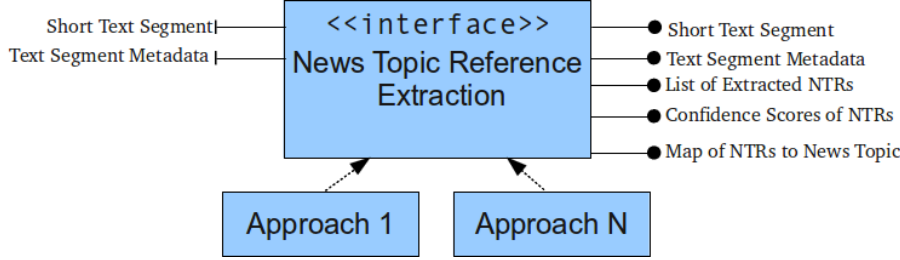 Short Text Segment
Text Segment Metadata
<<interface>>
News Topic Reference
Extraction
Short Text Segment
Text Segment Metadata
List of Extracted NTRs
Confidence Scores of NTRs
Map of NTRs to News Topic
Approach 1
Approach N